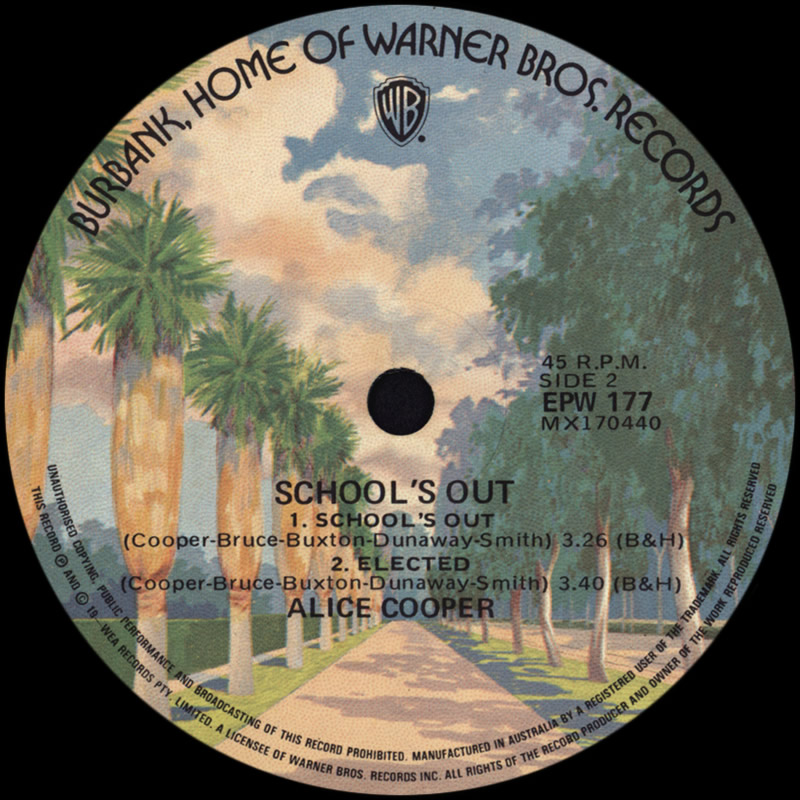 BURBANK, HOME OF WARNER BROS. RECORDS
WB
45 R.P.M.
SIDE 2
EPW 177
MX170440
SCHOOL'S OUT
1. SCHOOL'S OUT
(Cooper-Bruce-Buxton-Dunaway-Smith) 3.26 (B&H)
2. ELECTED
(Cooper-Bruce-Buxton-Dunaway-Smith) 3.40 (B&H)
ALICE COOPER
UNAUTHORISED COPYING, PUBLIC PERFORMANCE AND BROADCASTING OF THIS RECORD PROHIBITED. MANUFACTURED IN AUSTRALIA BY A REGISTERED USER OF THE TRADEMARK. ALL RIGHTS RESERVED
THIS RECORD Ⓟ AND © 19 WEA RECORDS PTY. LIMITED. A LICENSEE OF WARNER BROS. RECORDS INC. ALL RIGHTS OF THE RECORD PRODUCER AND OWNER OF THE WORK REPRODUCED RESERVED